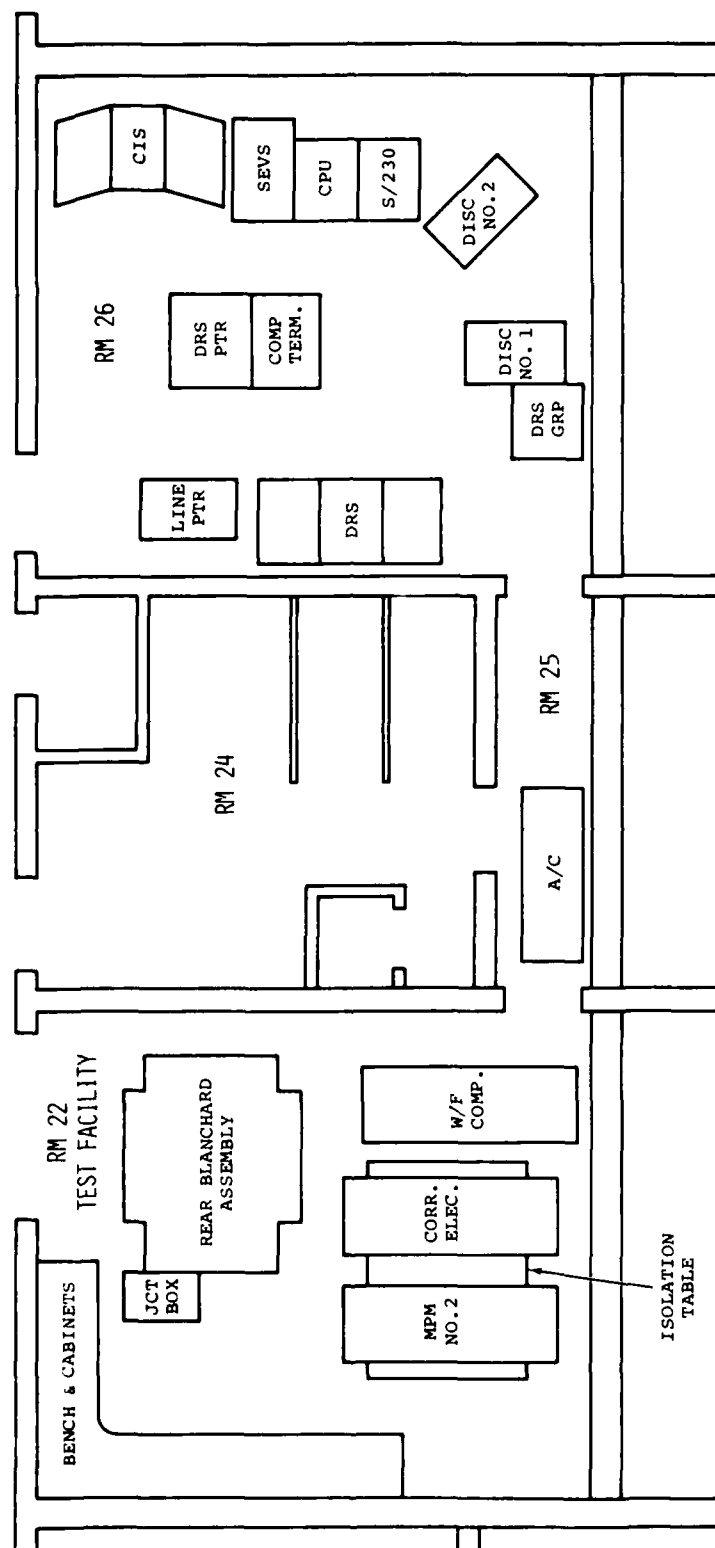 BENCH & CABINETS
RM 22
TEST FACILITY
JCT
BOX
REAR BLANCHARD
ASSEMBLY
MPM
NO.2
CORR.
ELEC.
W/F
COMP.
ISOLATION
TABLE
RM 24
A/C
RM 25
LINE
PTR
DRS
DRS
GRP
DISC
NO.1
RM 26
DRS
PTR
COMP
TERM.
CIS
SEVS
CPU
S/230
DISC
NO.2